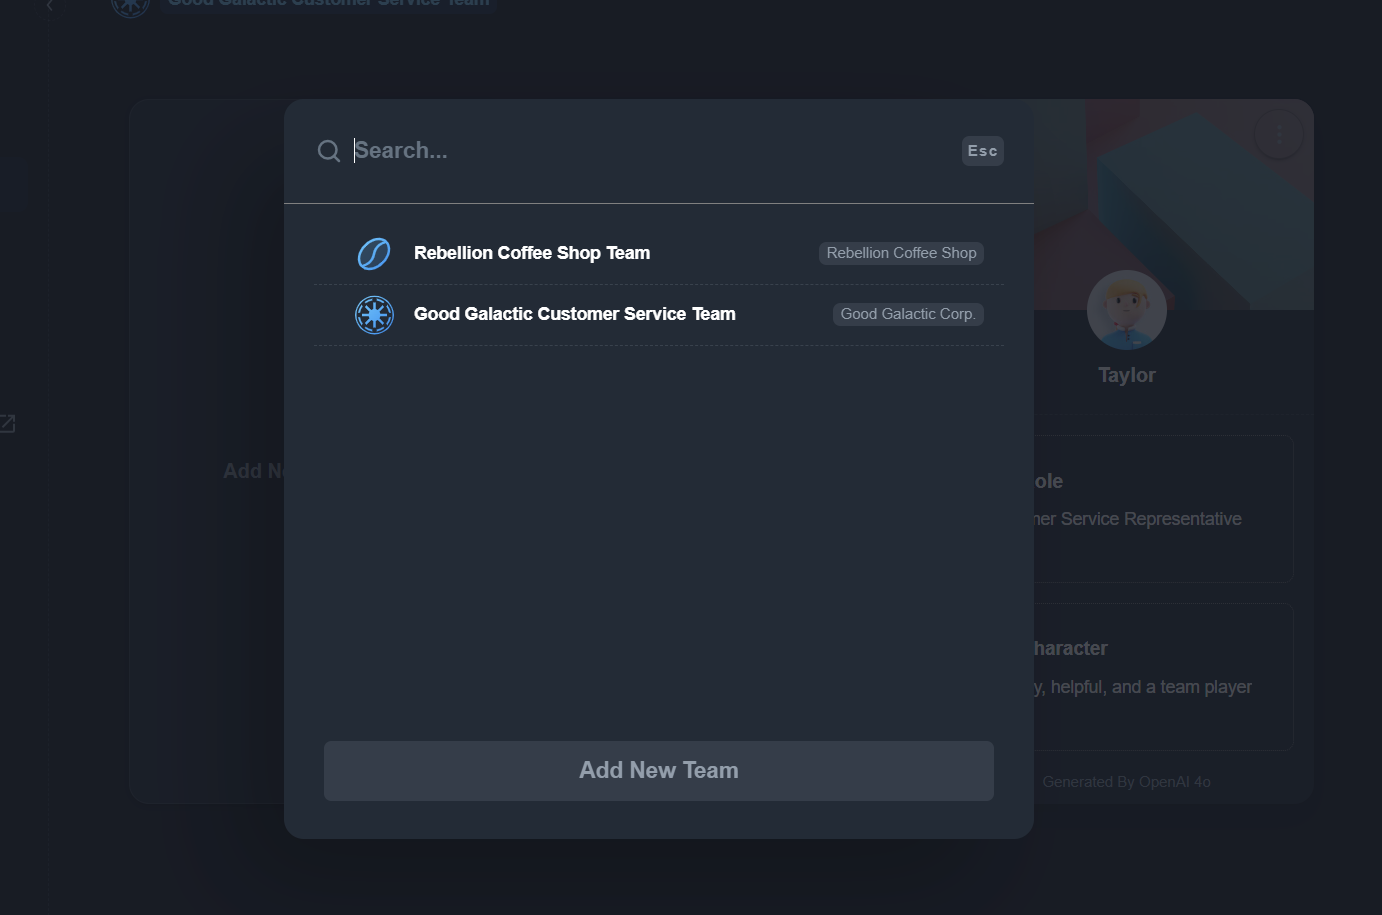 Good Galactic Customer Service Team
Search...
Esc
Rebellion Coffee Shop Team
Rebellion Coffee Shop
Good Galactic Customer Service Team
Good Galactic Corp.
Taylor
Add Ne
ole
mer Service Representative
haracter
y, helpful, and a team player
Add New Team
Generated By OpenAI 4o